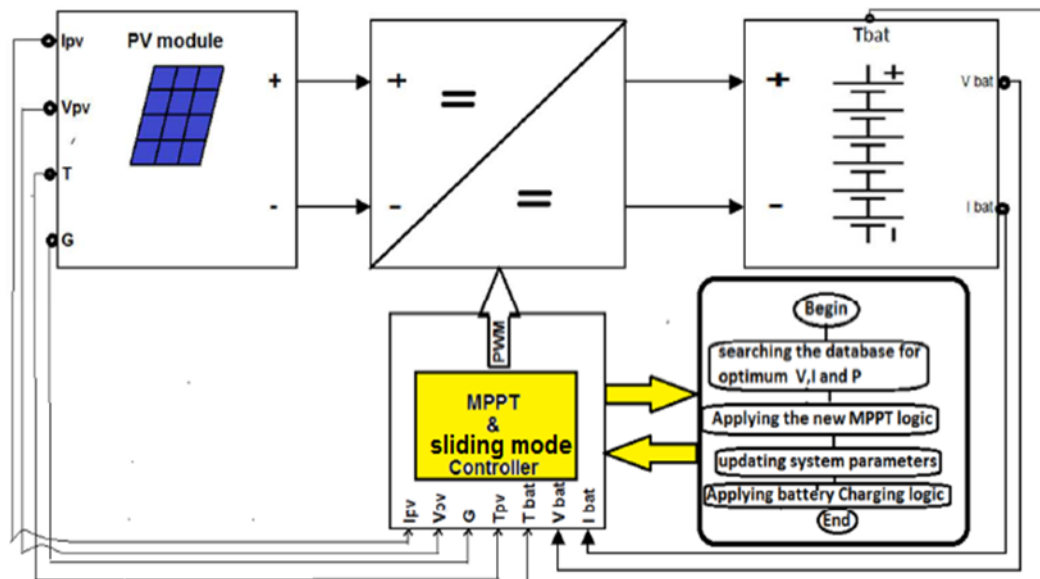 PV module
Ipv
Vpv
T
G
+
-
+
−
=
=
Tbat
+
−
+
V bat
I bat
PWM
MPPT
&
sliding mode
Controller
Ipv
Vpv
G
Tpv
T bat
V bat
I bat
Begin
searching the database for
optimum V,I and P
Applying the new MPPT logic
updating system parameters
Applying battery Charging logic
End